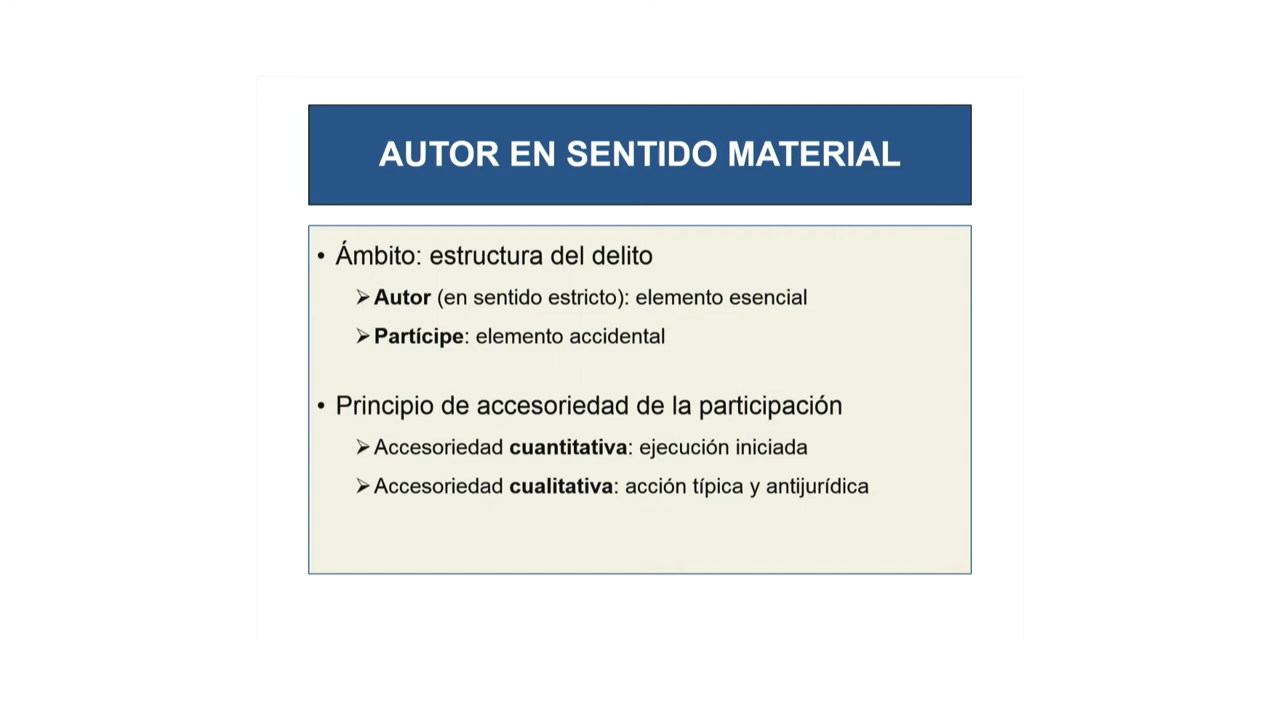 AUTOR EN SENTIDO MATERIAL
• Ámbito: estructura del delito
➢ Autor (en sentido estricto): elemento esencial
➢ Partícipe: elemento accidental
• Principio de accesoriedad de la participación
➢ Accesoriedad cuantitativa: ejecución iniciada
➢ Accesoriedad cualitativa: acción típica y antijurídica